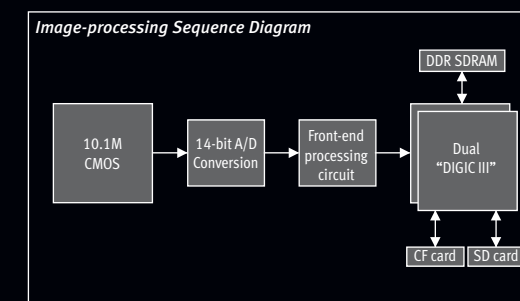 Image-processing Sequence Diagram
DDR SDRAM
10.1M
CMOS
14-bit A/D
Conversion
Front-end
processing
circuit
Dual
“DIGIC III”
CF card
SD card